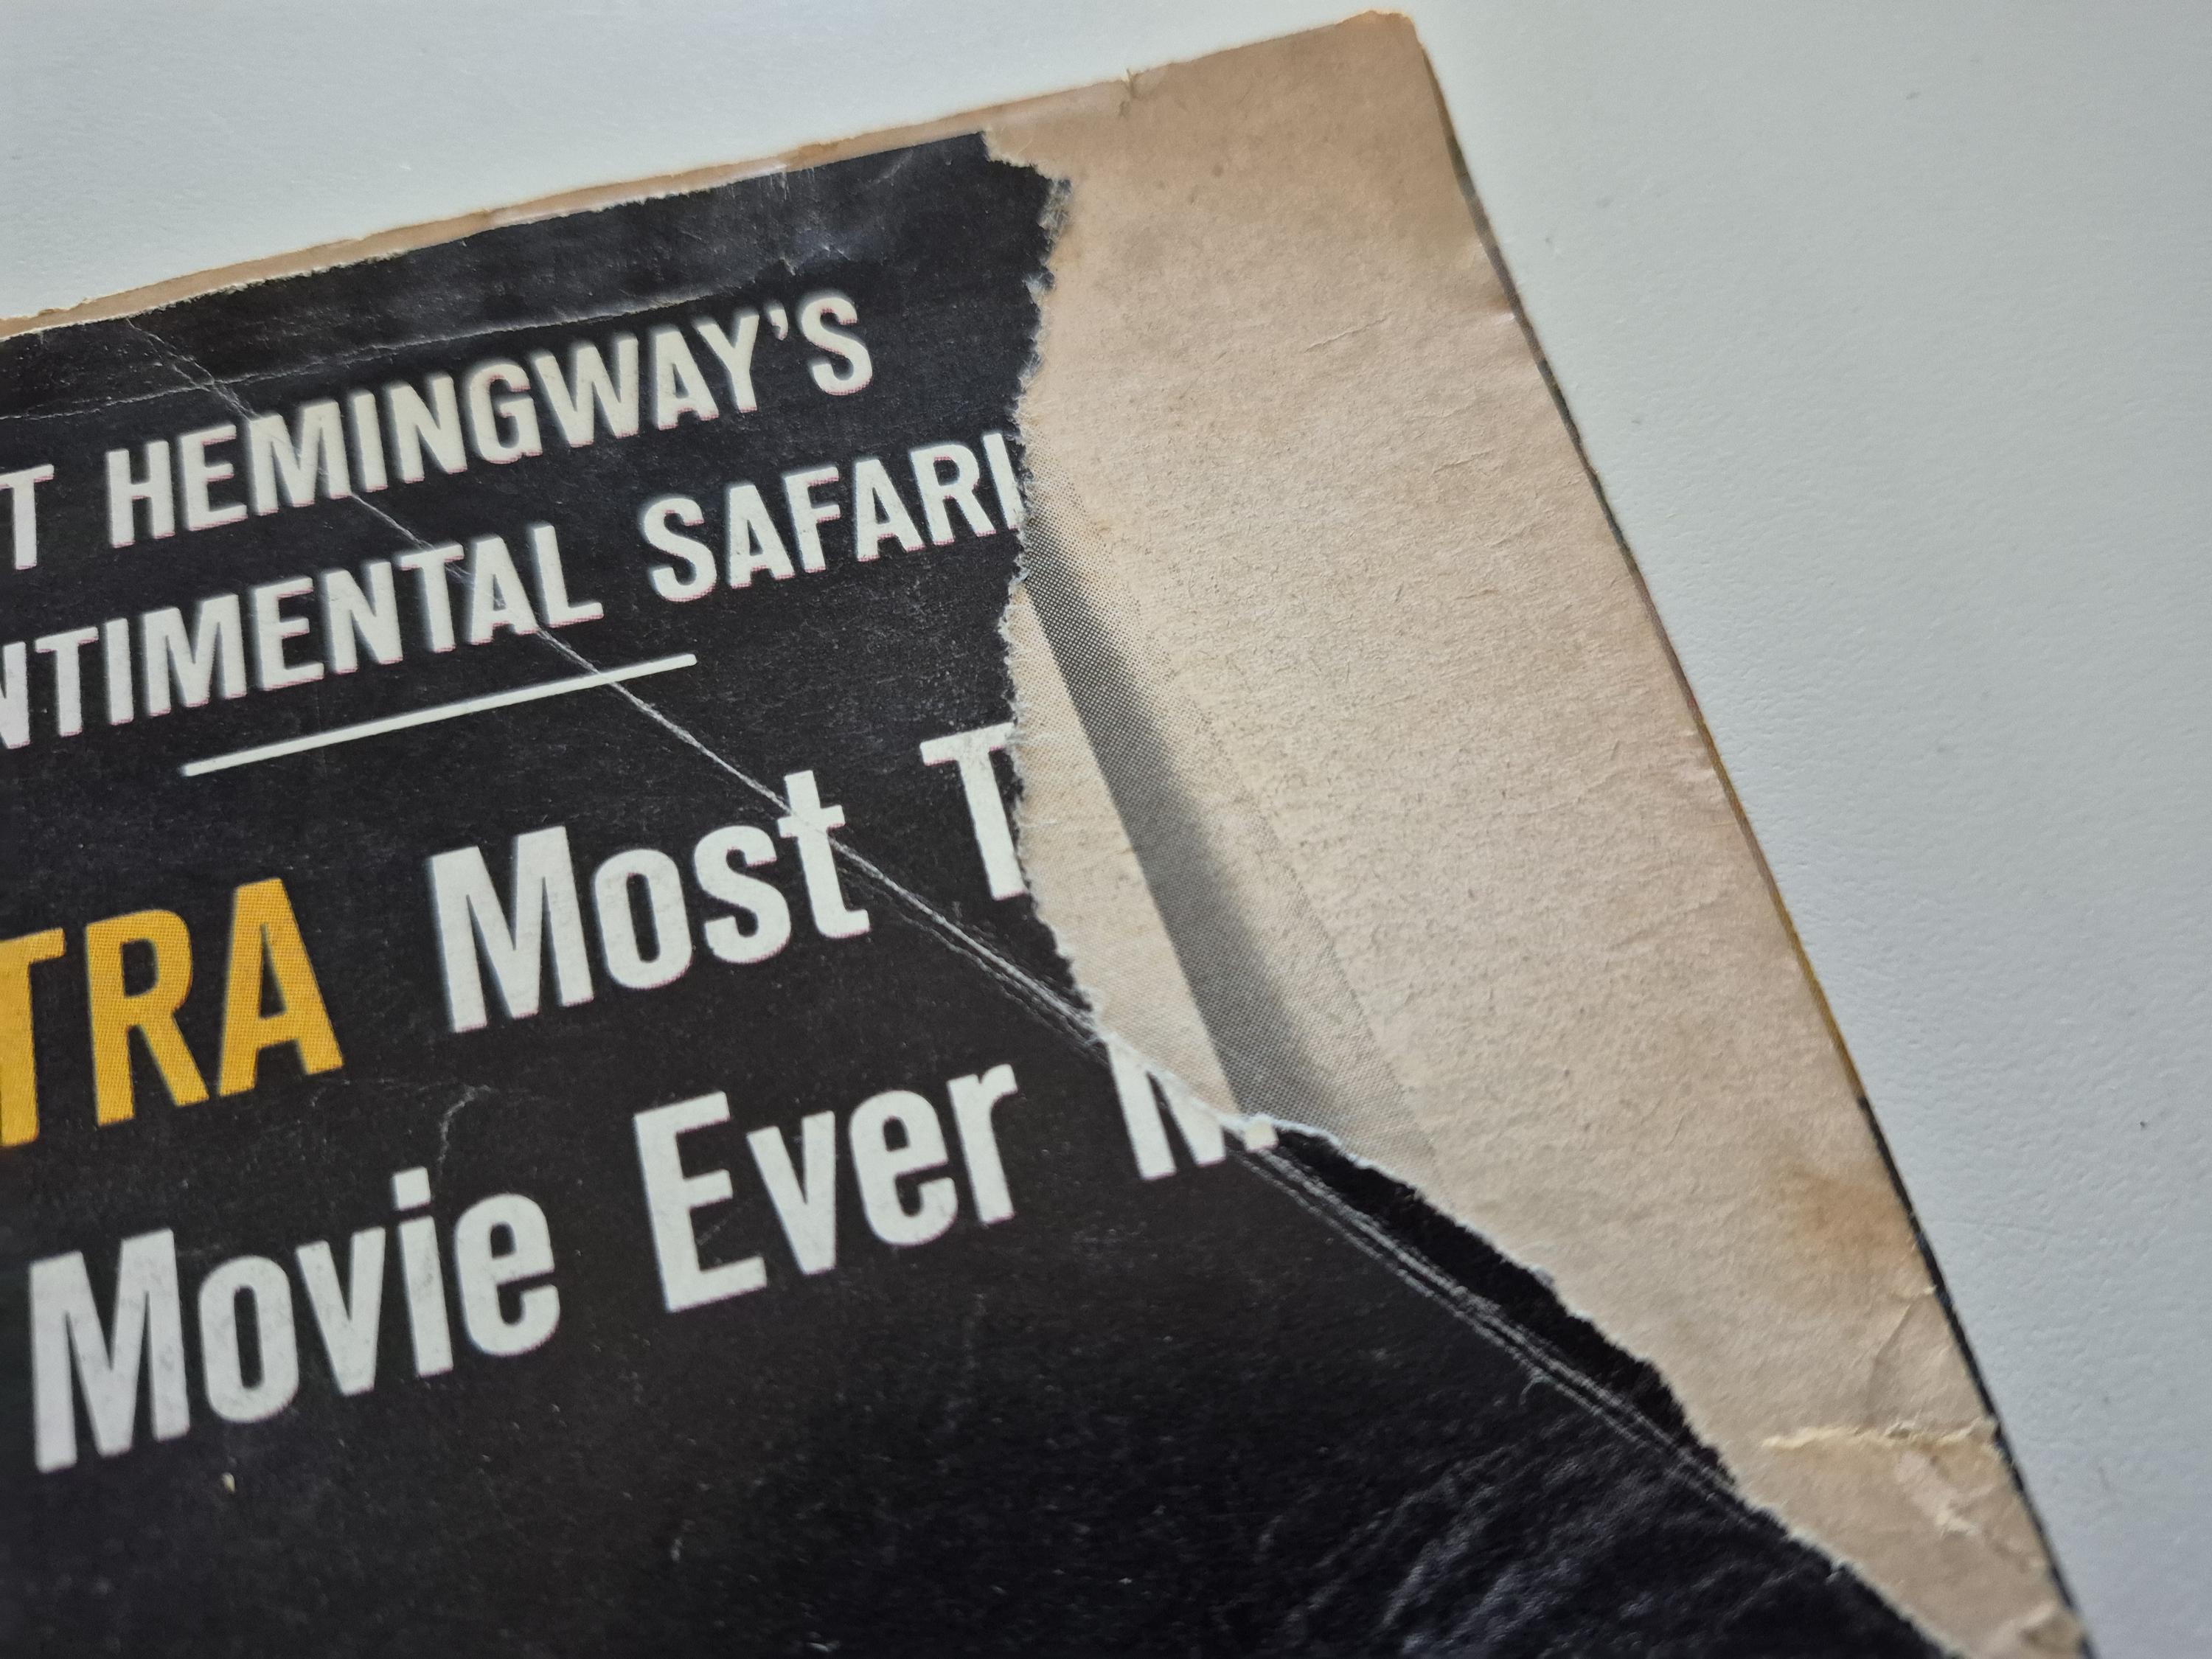 T HEMINGWAY'S
NTIMENTAL SAFARI
TRA Most T
Movie Ever M